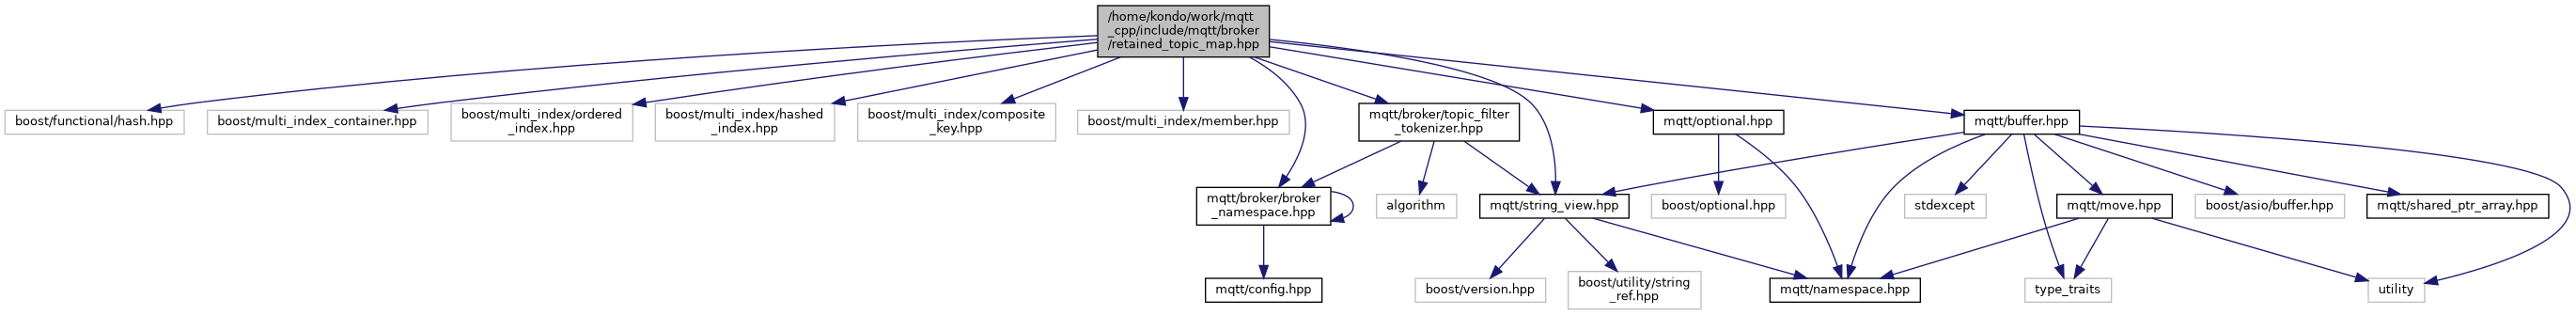 /home/kondo/work/mqtt
_cpp/include/mqtt/broker
/retained_topic_map.hpp
boost/functional/hash.hpp
boost/multi_index_container.hpp
boost/multi_index/ordered
_index.hpp
boost/multi_index/hashed
_index.hpp
boost/multi_index/composite
_key.hpp
boost/multi_index/member.hpp
mqtt/broker/topic_filter
_tokenizer.hpp
mqtt/optional.hpp
mqtt/buffer.hpp
mqtt/broker/broker
_namespace.hpp
algorithm
mqtt/string_view.hpp
boost/optional.hpp
stdexcept
mqtt/move.hpp
boost/asio/buffer.hpp
mqtt/shared_ptr_array.hpp
mqtt/config.hpp
boost/version.hpp
boost/utility/string
_ref.hpp
mqtt/namespace.hpp
type_traits
utility